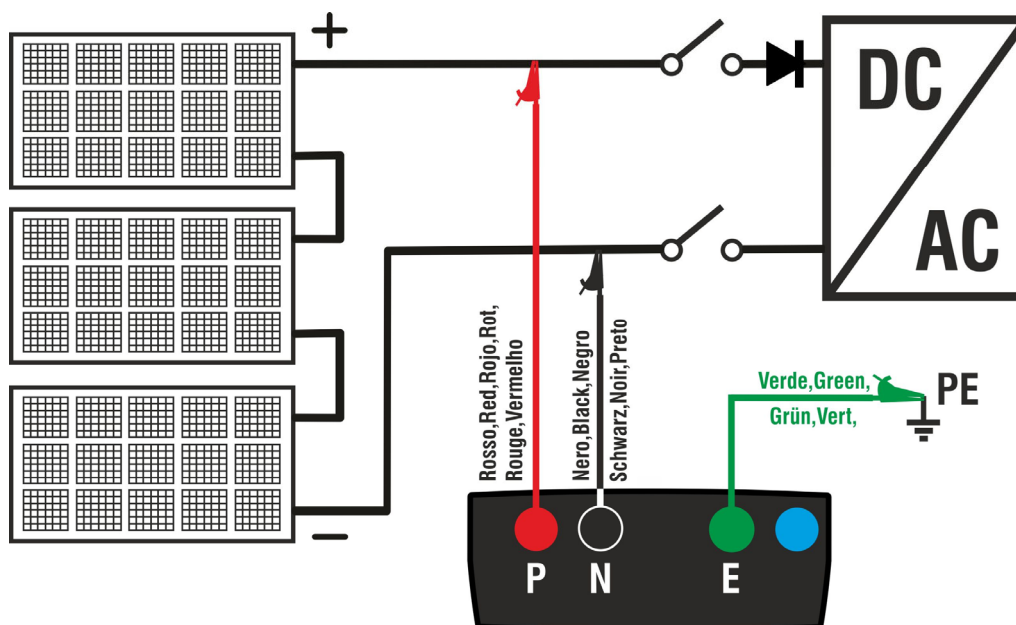 +
DC
AC
Rosso,Red,Rojo,Rot,
Rouge,Vermelho
Nero,Black,Negro
Schwarz,Noir,Preto
Verde,Green,
Grün,Vert,
PE
−
P N E